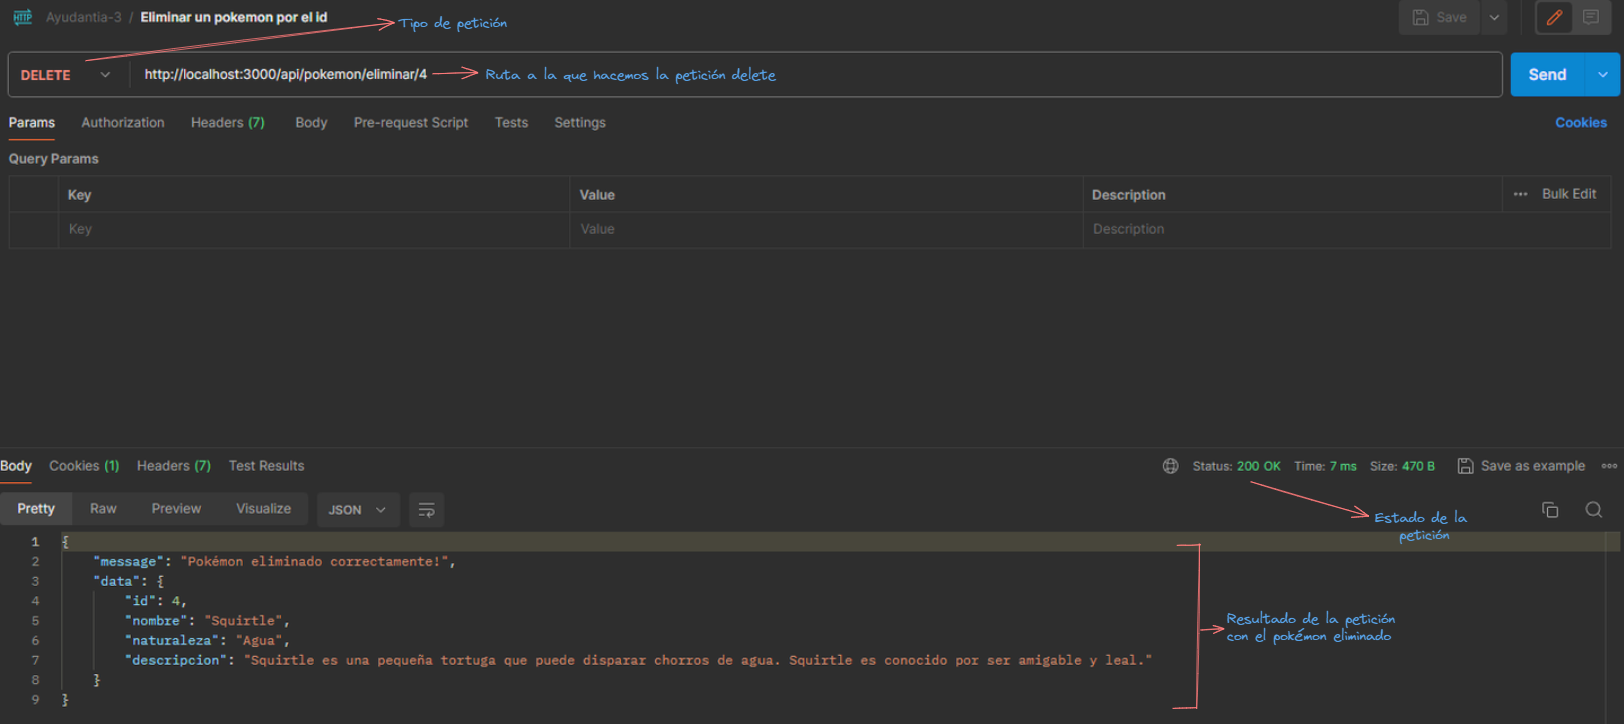 HTTP Ayudantia-3 / Eliminar un pokemon por el id
Save
Tipo de petición
DELETE http://localhost:3000/api/pokemon/eliminar/4
Ruta a la que hacemos la petición delete
Send
Params Authorization Headers (7) Body Pre-request Script Tests Settings
Cookies
Query Params
Key Value Description ••• Bulk Edit
Key Value Description
Body Cookies (1) Headers (7) Test Results
Status: 200 OK Time: 7 ms Size: 470 B Save as example
Pretty Raw Preview Visualize JSON
Estado de la
petición
1 {
2 "message": "Pokémon eliminado correctamente!",
3 "data": {
4 "id": 4,
5 "nombre": "Squirtle",
6 "naturaleza": "Agua",
7 "descripcion": "Squirtle es una pequeña tortuga que puede disparar chorros de agua. Squirtle es conocido por ser amigable y leal."
8 }
9 }
Resultado de la petición
con el pokémon eliminado